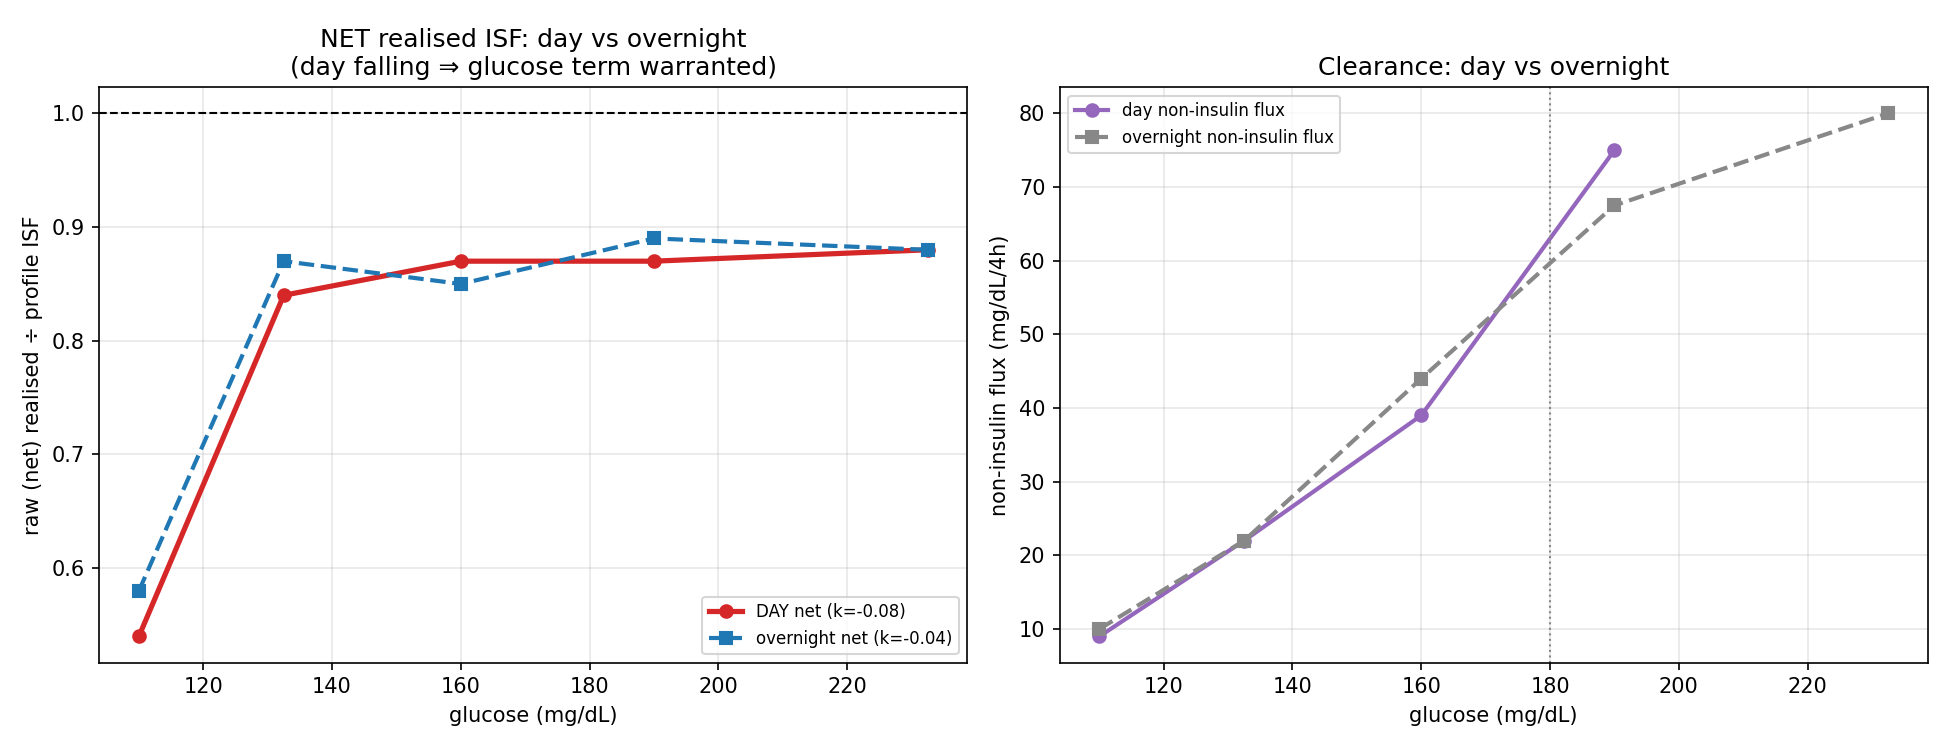 NET realised ISF: day vs overnight
(day falling ⇒ glucose term warranted)
raw (net) realised ÷ profile ISF
1.0
0.9
0.8
0.7
0.6
DAY net (k=-0.08)
overnight net (k=-0.04)
120
140
160
180
200
220
glucose (mg/dL)
Clearance: day vs overnight
non-insulin flux (mg/dL/4h)
80
70
60
50
40
30
20
10
day non-insulin flux
overnight non-insulin flux
120
140
160
180
200
220
glucose (mg/dL)